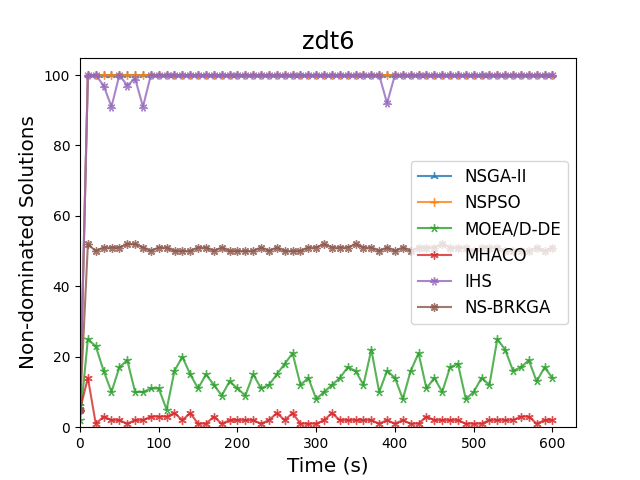 zdt6
Non-dominated Solutions
100
80
60
40
20
0
0 100 200 300 400 500 600
Time (s)
NSGA-II
NSPSO
MOEA/D-DE
MHACO
IHS
NS-BRKGA